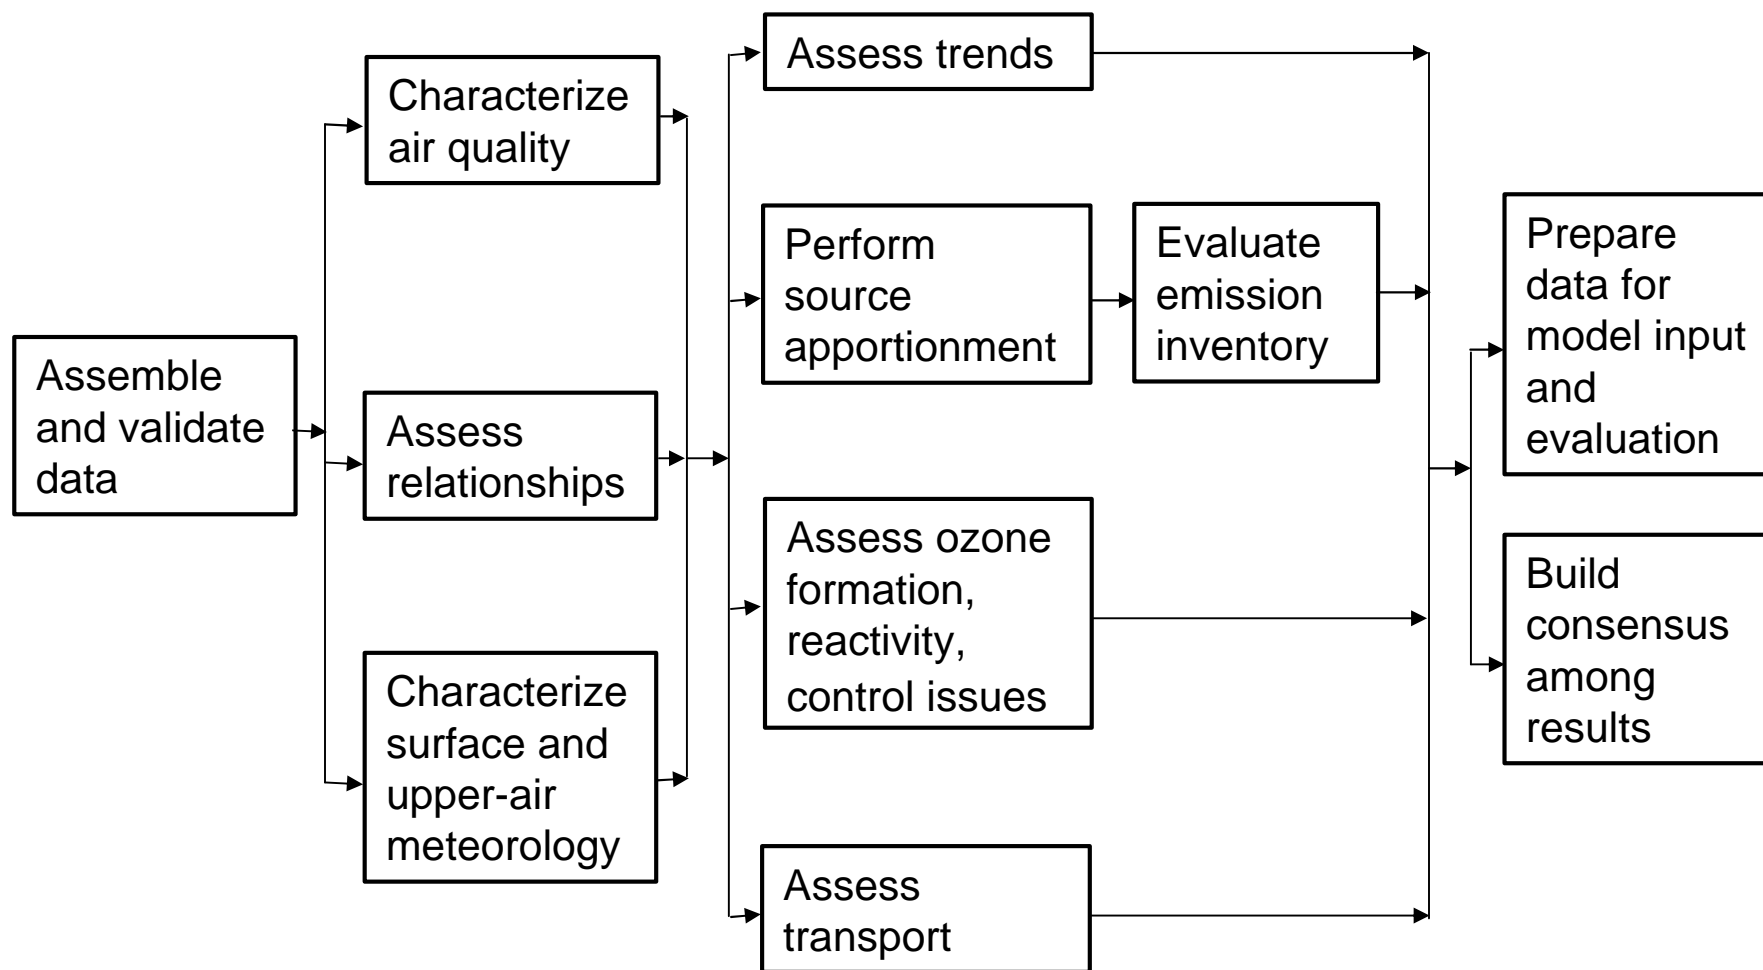 Assemble
and validate
data
Characterize
air quality
Assess
relationships
Characterize
surface and
upper-air
meteorology
Assess trends
Perform
source
apportionment
Evaluate
emission
inventory
Assess ozone
formation,
reactivity,
control issues
Assess
transport
Prepare
data for
model input
and
evaluation
Build
consensus
among
results